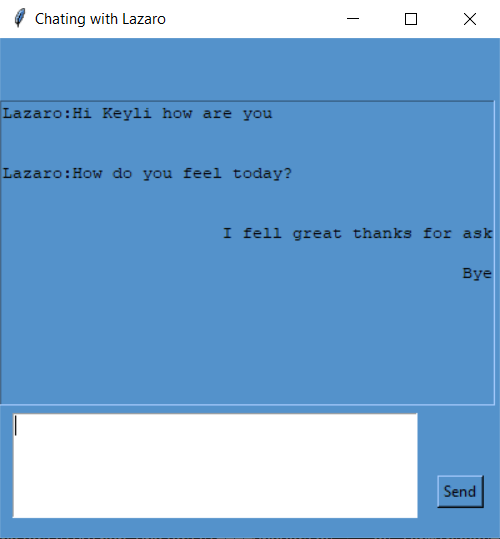 Chating with Lazaro
Lazaro:Hi Keyli how are you
Lazaro:How do you feel today?
I fell great thanks for ask
Bye
Send